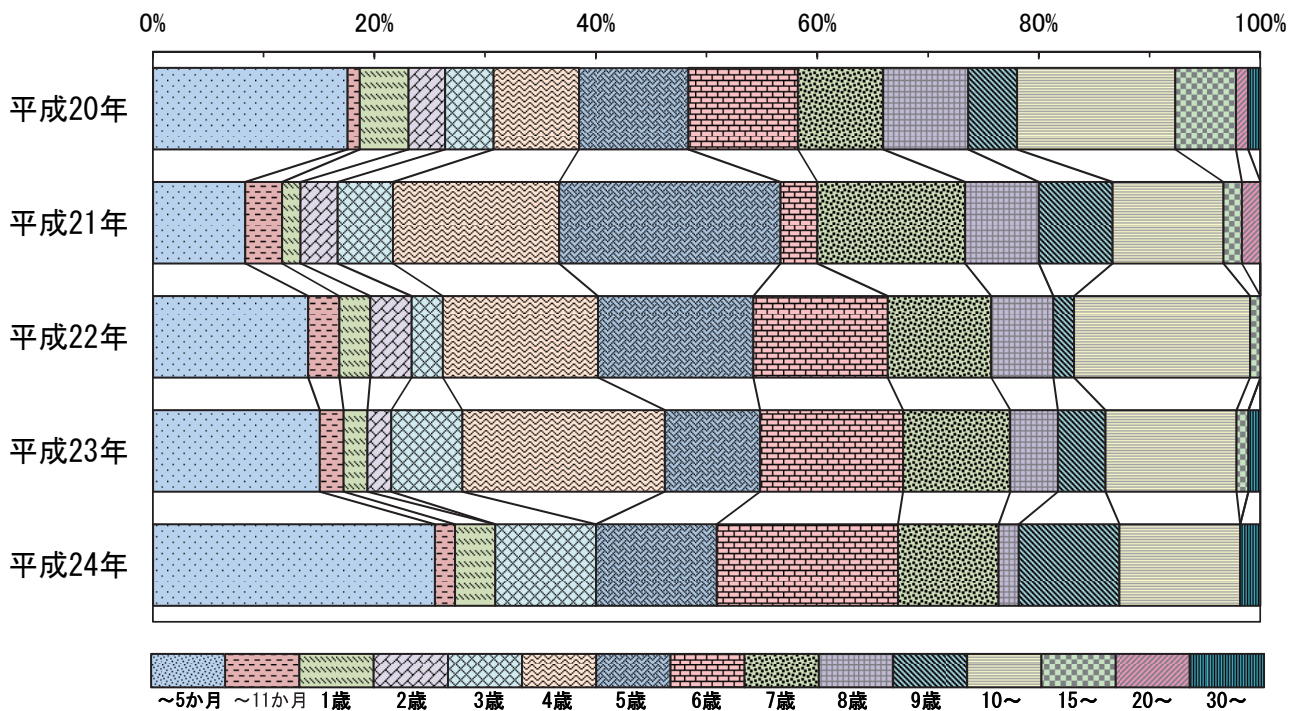 0% 20% 40% 60% 80% 100%
平成20年
平成21年
平成22年
平成23年
平成24年
～5か月 ～11か月 1歳 2歳 3歳 4歳 5歳 6歳 7歳 8歳 9歳 10～ 15～ 20～ 30～